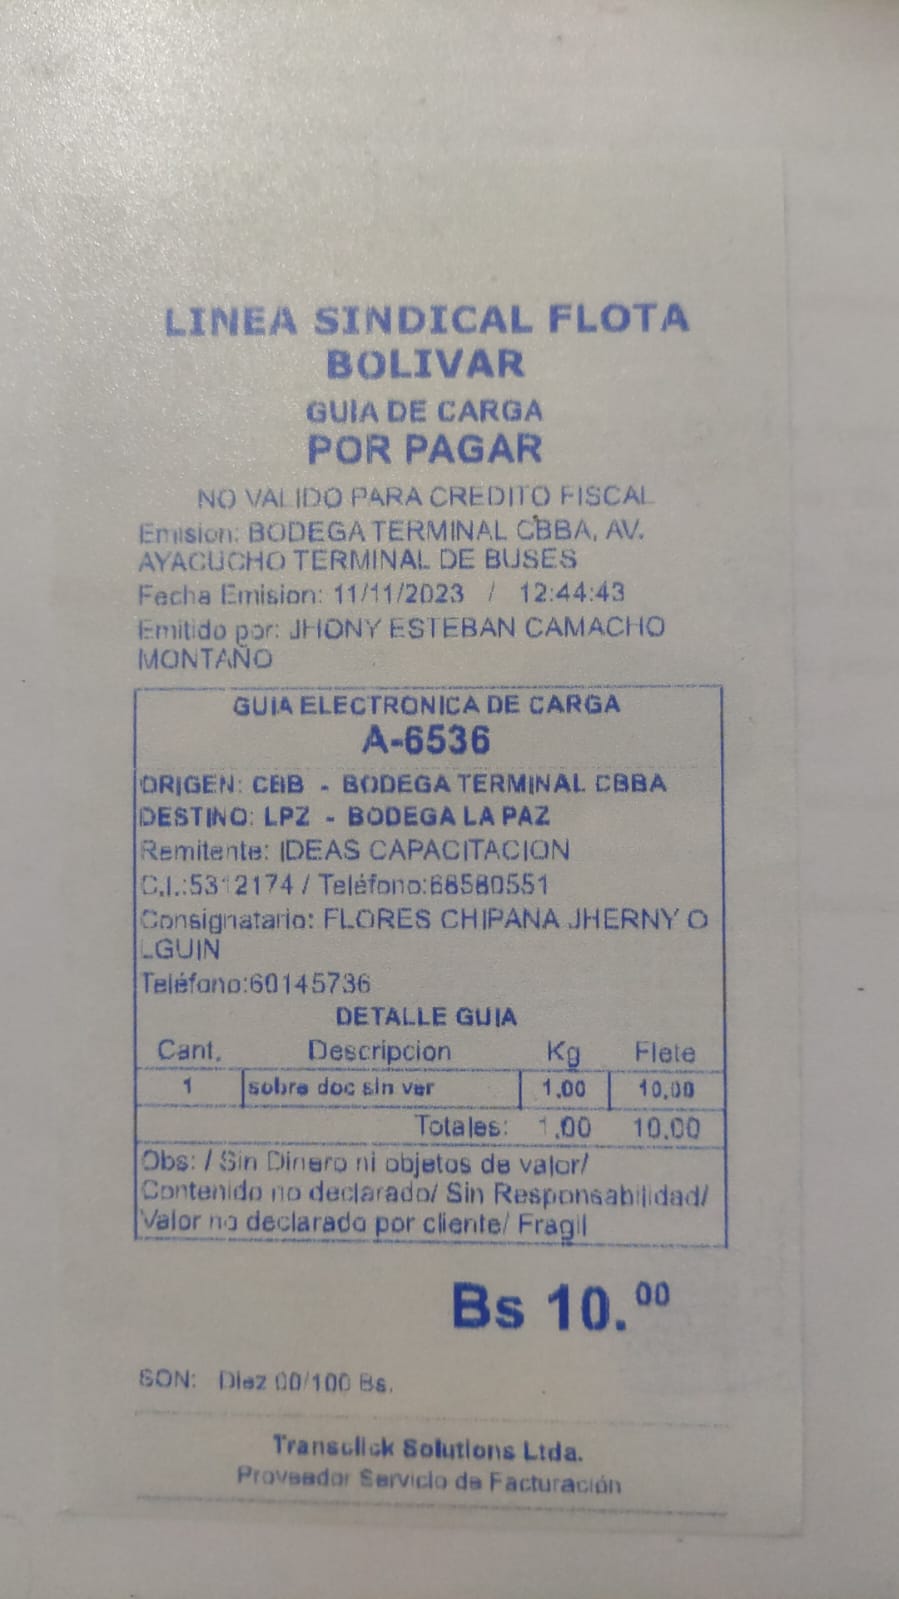 LINEA SINDICAL FLOTA
BOLIVAR
GUIA DE CARGA
POR PAGAR
NO VALIDO PARA CREDITO FISCAL
Emision: BODEGA TERMINAL CBBA, AV.
AYACUCHO TERMINAL DE BUSES
Fecha Emision: 11/11/2023 / 12:44:43
Emitido por: JHONY ESTEBAN CAMACHO
MONTAÑO
GUIA ELECTRONICA DE CARGA
A-6536
ORIGEN: CBB - BODEGA TERMINAL CBBA
DESTINO: LPZ - BODEGA LA PAZ
Remitente: IDEAS CAPACITACION
C.I.:5312174 / Teléfono:68580551
Consignatario: FLORES CHIPANA JHERNY O
LGUIN
Teléfono:60145736
DETALLE GUIA
Cant. Descripcion Kg Flete
1 sobre doc sin ver 1.00 10.00
Totales: 1.00 10.00
Obs: / Sin Dinero ni objetos de valor/
Contenido no declarado/ Sin Responsabilidad/
Valor no declarado por cliente/ Fragil
Bs 10.00
SON: Diez 00/100 Bs.
Transclick Solutions Ltda.
Proveedor Servicio de Facturación